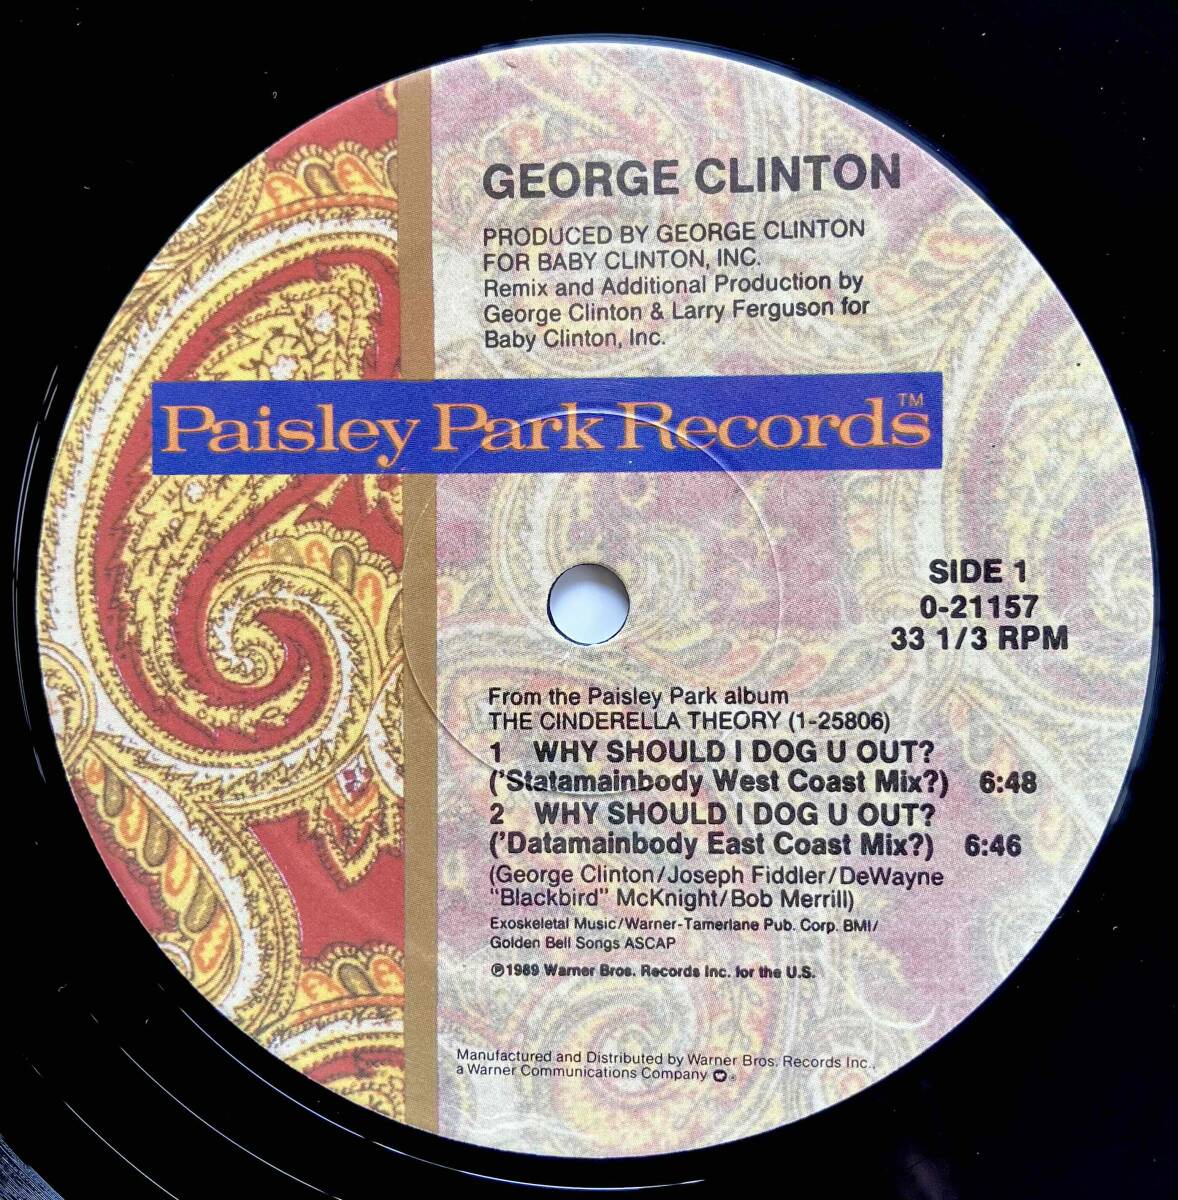 GEORGE CLINTON
PRODUCED BY GEORGE CLINTON
FOR BABY CLINTON, INC.
Remix and Additional Production by
George Clinton & Larry Ferguson for
Baby Clinton, Inc.
Paisley Park Records™
SIDE 1
0-21157
33 1/3 RPM
From the Paisley Park album
THE CINDERELLA THEORY (1-25806)
1 WHY SHOULD I DOG U OUT?
('Statamainbody West Coast Mix?) 6:48
2 WHY SHOULD I DOG U OUT?
('Datamainbody East Coast Mix?) 6:46
(George Clinton/Joseph Fiddler/DeWayne
"Blackbird" McKnight/Bob Merrill)
Exoskeletal Music/Warner-Tamerlane Pub. Corp. BMI/
Golden Bell Songs ASCAP
℗1989 Warner Bros. Records Inc. for the U.S.
Manufactured and Distributed by Warner Bros. Records Inc.,
a Warner Communications Company